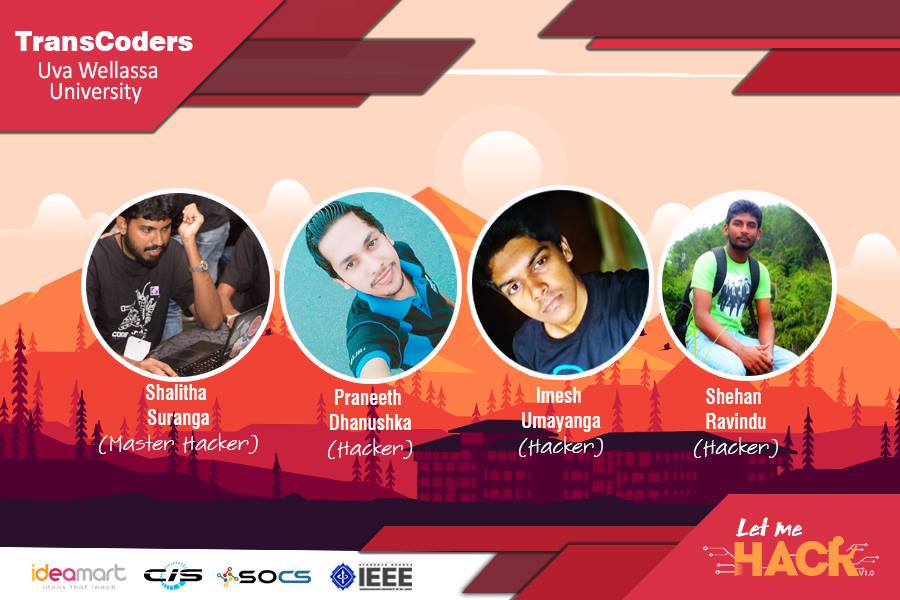 TransCoders
Uva Wellassa
University
Shalitha
Suranga
(Master Hacker)
Praneeth
Dhanushka
(Hacker)
Imesh
Umayanga
(Hacker)
Shehan
Ravindu
(Hacker)
Let me
HACK
V1.0
ideamart
ideas that reach
CIS
SOCS
IEEE